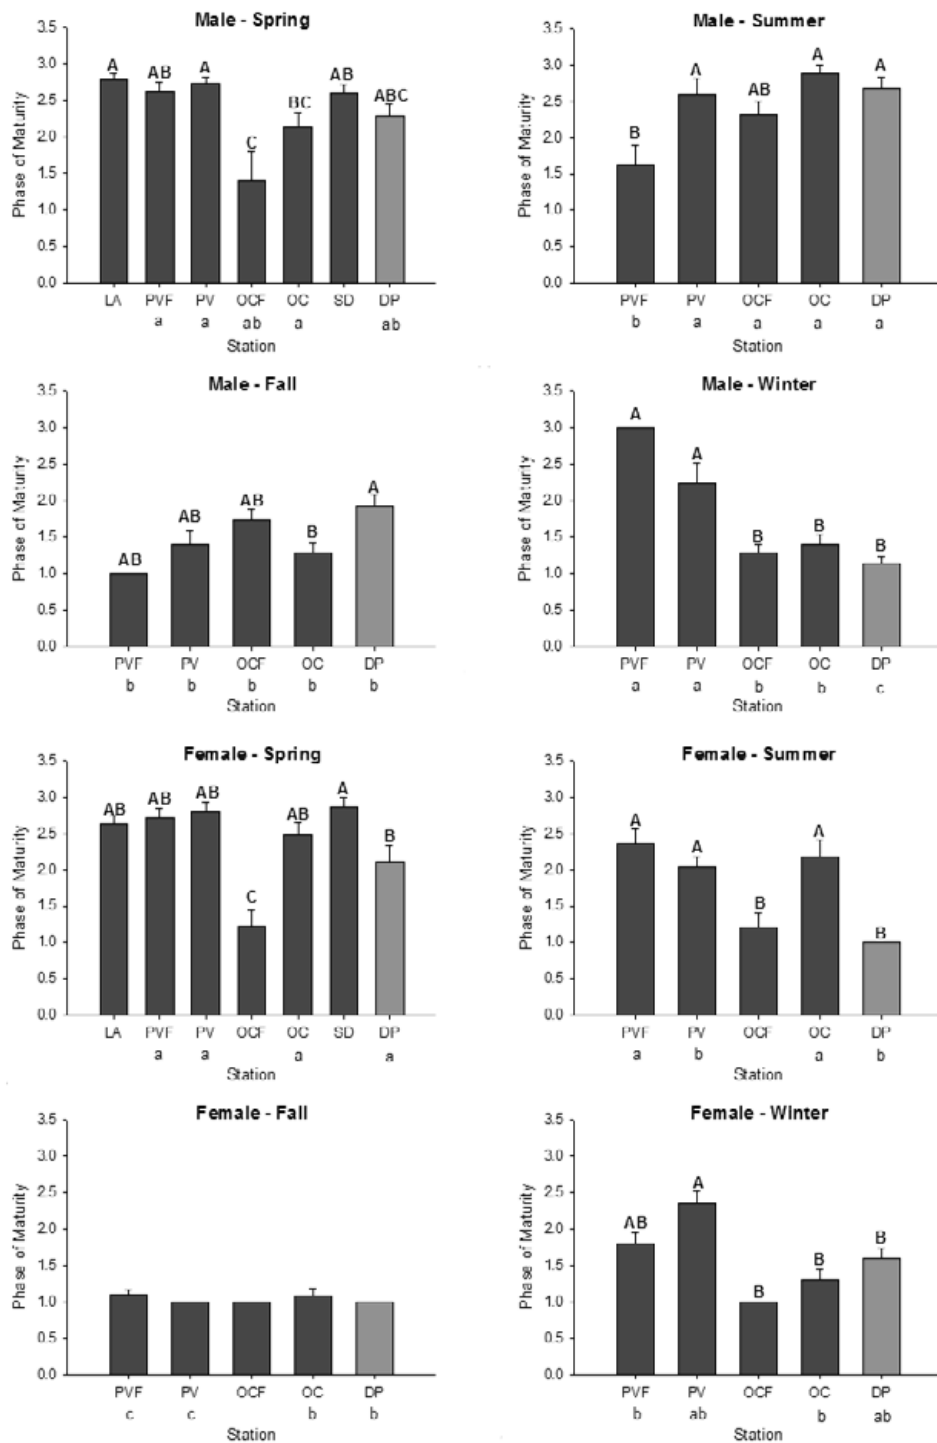 Male - Spring
Phase of Maturity
3.5
3.0
2.5
2.0
1.5
1.0
0.5
0.0
A AB A C BC AB ABC
LA PVF PV OCF OC SD DP
a a ab a ab
Station
Male - Summer
Phase of Maturity
3.5
3.0
2.5
2.0
1.5
1.0
0.5
0.0
B A AB A A
PVF PV OCF OC DP
b a a a a
Station
Male - Fall
Phase of Maturity
3.5
3.0
2.5
2.0
1.5
1.0
0.5
0.0
AB AB AB B A
PVF PV OCF OC DP
b b b b b
Station
Male - Winter
Phase of Maturity
3.5
3.0
2.5
2.0
1.5
1.0
0.5
0.0
A A B B B
PVF PV OCF OC DP
a a b b c
Station
Female - Spring
Phase of Maturity
3.5
3.0
2.5
2.0
1.5
1.0
0.5
0.0
AB AB AB C AB A B
LA PVF PV OCF OC SD DP
a a a a
Station
Female - Summer
Phase of Maturity
3.5
3.0
2.5
2.0
1.5
1.0
0.5
0.0
A A B A B
PVF PV OCF OC DP
a b a b
Station
Female - Fall
Phase of Maturity
3.5
3.0
2.5
2.0
1.5
1.0
0.5
0.0
PVF PV OCF OC DP
c c b b
Station
Female - Winter
Phase of Maturity
3.5
3.0
2.5
2.0
1.5
1.0
0.5
0.0
AB A B B B
PVF PV OCF OC DP
b ab b ab
Station